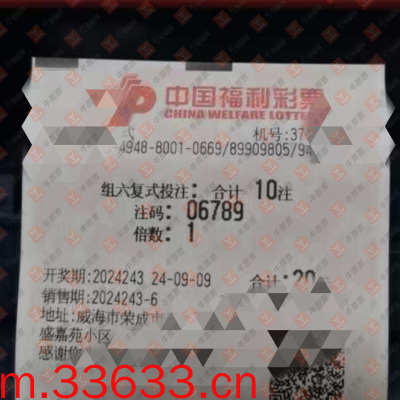 中国福利彩票
CHINA WELFARE LOTTERY
机号:37
4948-8001-0669/89909805/94
组六复式投注: 合计 10注
注码: 06789
倍数: 1
开奖期:2024243 24-09-09 合计:20
销售期:2024243-6
地址:威海市荣成市
盛嘉苑小区
感谢你
m.33633.cn